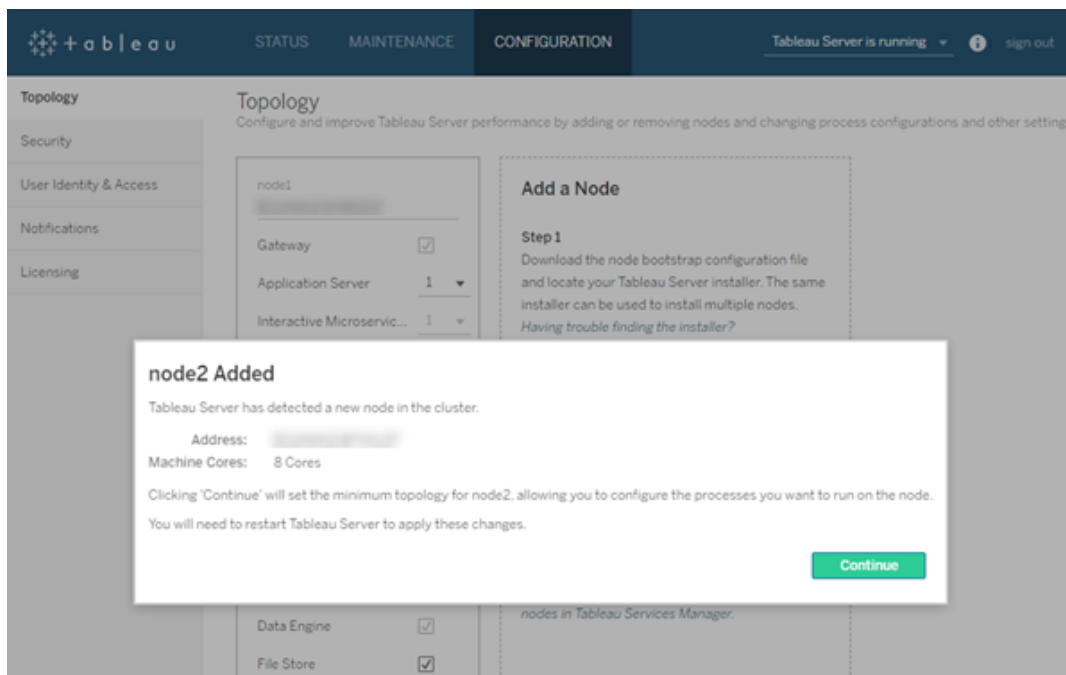 +ableau
STATUS
MAINTENANCE
CONFIGURATION
Tableau Server is running
sign out
Topology
Security
User Identity & Access
Notifications
Licensing
Topology
Configure and improve Tableau Server performance by adding or removing nodes and changing process configurations and other setting
node1
Gateway
Application Server 1
Interactive Microservic... 1
Add a Node
Step 1
Download the node bootstrap configuration file
and locate your Tableau Server installer. The same
installer can be used to install multiple nodes.
Having trouble finding the installer?
node2 Added
Tableau Server has detected a new node in the cluster.
Address:
Machine Cores: 8 Cores
Clicking 'Continue' will set the minimum topology for node2, allowing you to configure the processes you want to run on the node.
You will need to restart Tableau Server to apply these changes.
Continue
nodes in Tableau Services Manager.
Data Engine
File Store